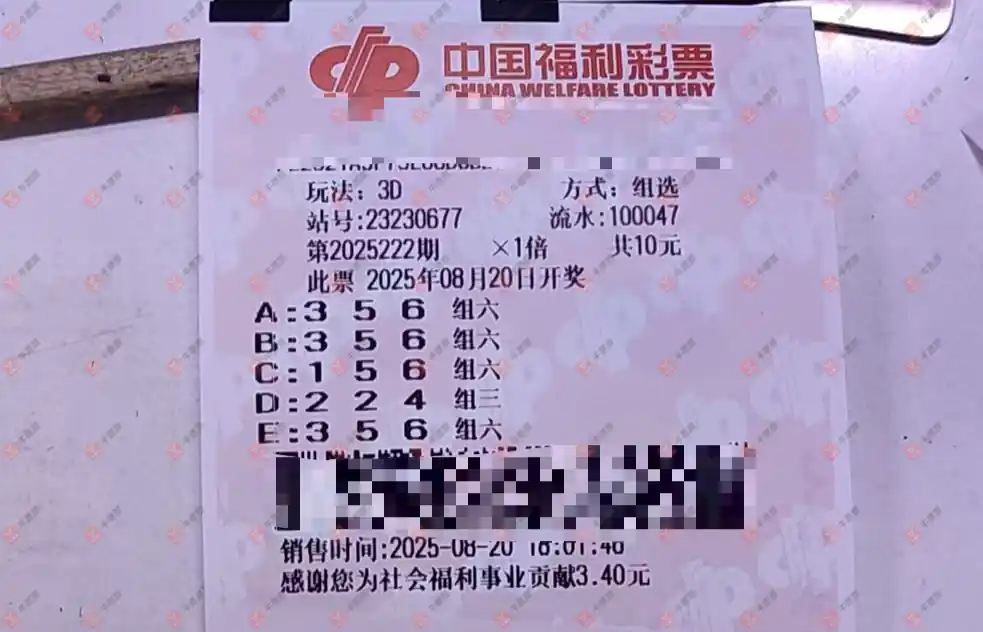 中国福利彩票
CHINA WELFARE LOTTERY
玩法：3D 方式：组选
站号:23230677 流水:100047
第2025222期 ×1倍 共10元
此票 2025年08月20日开奖
A:3 5 6 组六
B:3 5 6 组六
C:1 5 6 组六
D:2 2 4 组三
E:3 5 6 组六
销售时间:2025-08-20
感谢您为社会福利事业贡献3.40元